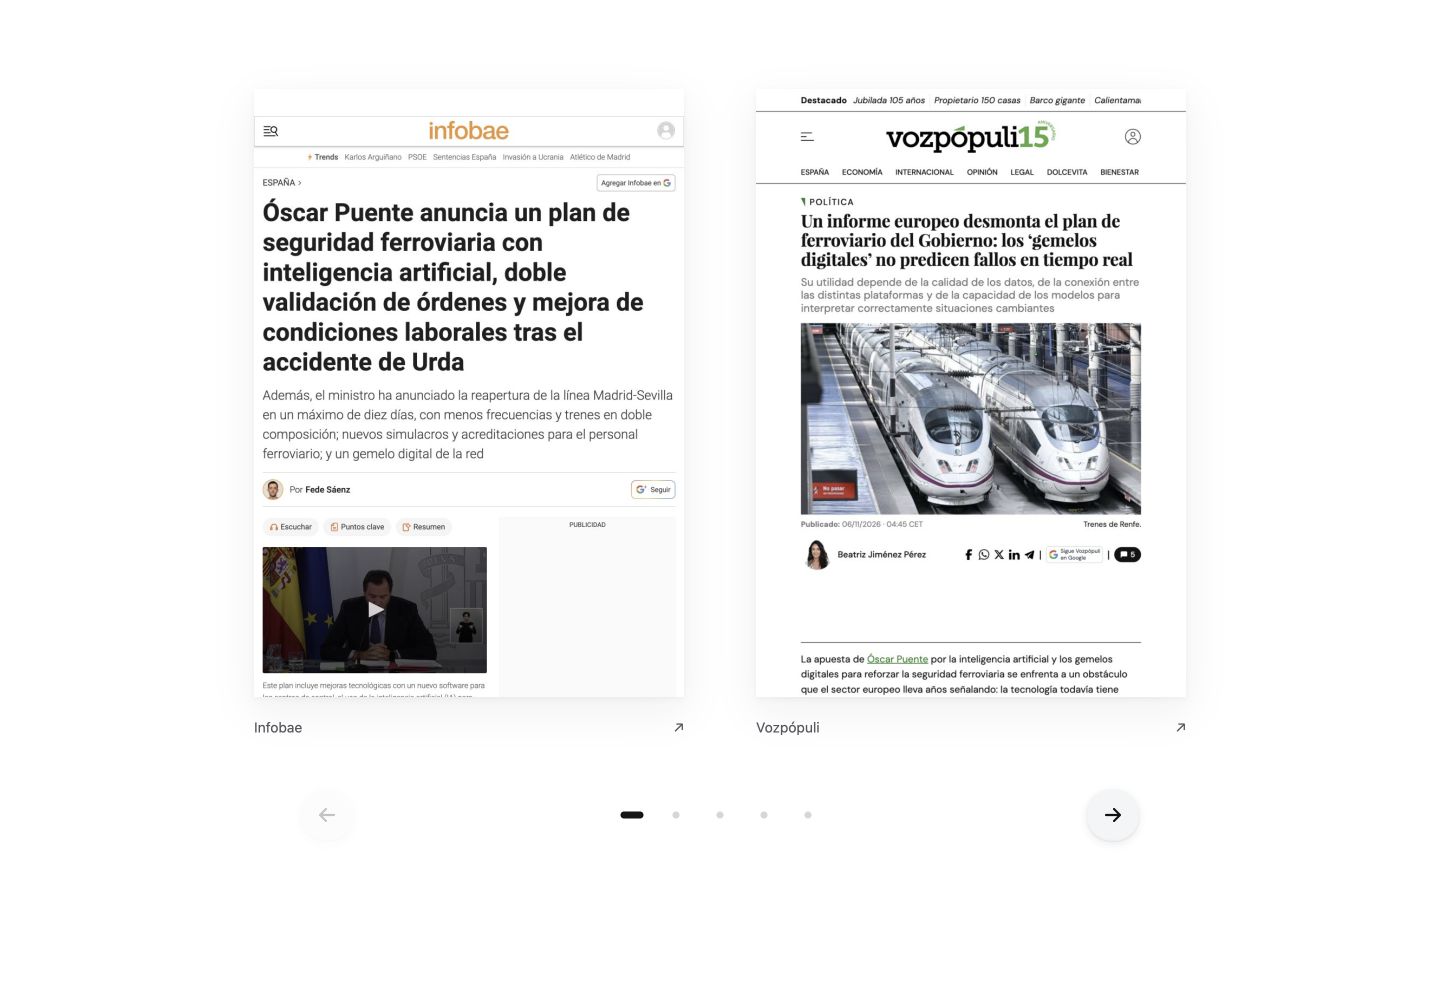 infobae
Trends Karlos Arguiñano PSOE Sentencias España Invasión a Ucrania Atlético de Madrid
ESPAÑA ›
Agregar Infobae en G
Óscar Puente anuncia un plan de
seguridad ferroviaria con
inteligencia artificial, doble
validación de órdenes y mejora de
condiciones laborales tras el
accidente de Urda
Además, el ministro ha anunciado la reapertura de la línea Madrid-Sevilla
en un máximo de diez días, con menos frecuencias y trenes en doble
composición; nuevos simulacros y acreditaciones para el personal
ferroviario; y un gemelo digital de la red
Por Fede Sáenz
G Seguir
Escuchar Puntos clave Resumen
PUBLICIDAD
Este plan incluye mejoras tecnológicas con un nuevo software para
Infobae
Destacado Jubilada 105 años Propietario 150 casas Barco gigante Calientama
vozpópuli15
ANIVERSARIO
ESPAÑA ECONOMÍA INTERNACIONAL OPINIÓN LEGAL DOLCEVITA BIENESTAR
POLÍTICA
Un informe europeo desmonta el plan de
ferroviario del Gobierno: los ‘gemelos
digitales’ no predicen fallos en tiempo real
Su utilidad depende de la calidad de los datos, de la conexión entre
las distintas plataformas y de la capacidad de los modelos para
interpretar correctamente situaciones cambiantes
No pasar
Publicado: 06/11/2026 · 04:45 CET
Trenes de Renfe.
Beatriz Jiménez Pérez
Sigue Vozpópuli
en Google
5
La apuesta de Óscar Puente por la inteligencia artificial y los gemelos
digitales para reforzar la seguridad ferroviaria se enfrenta a un obstáculo
que el sector europeo lleva años señalando: la tecnología todavía tiene
Vozpópuli